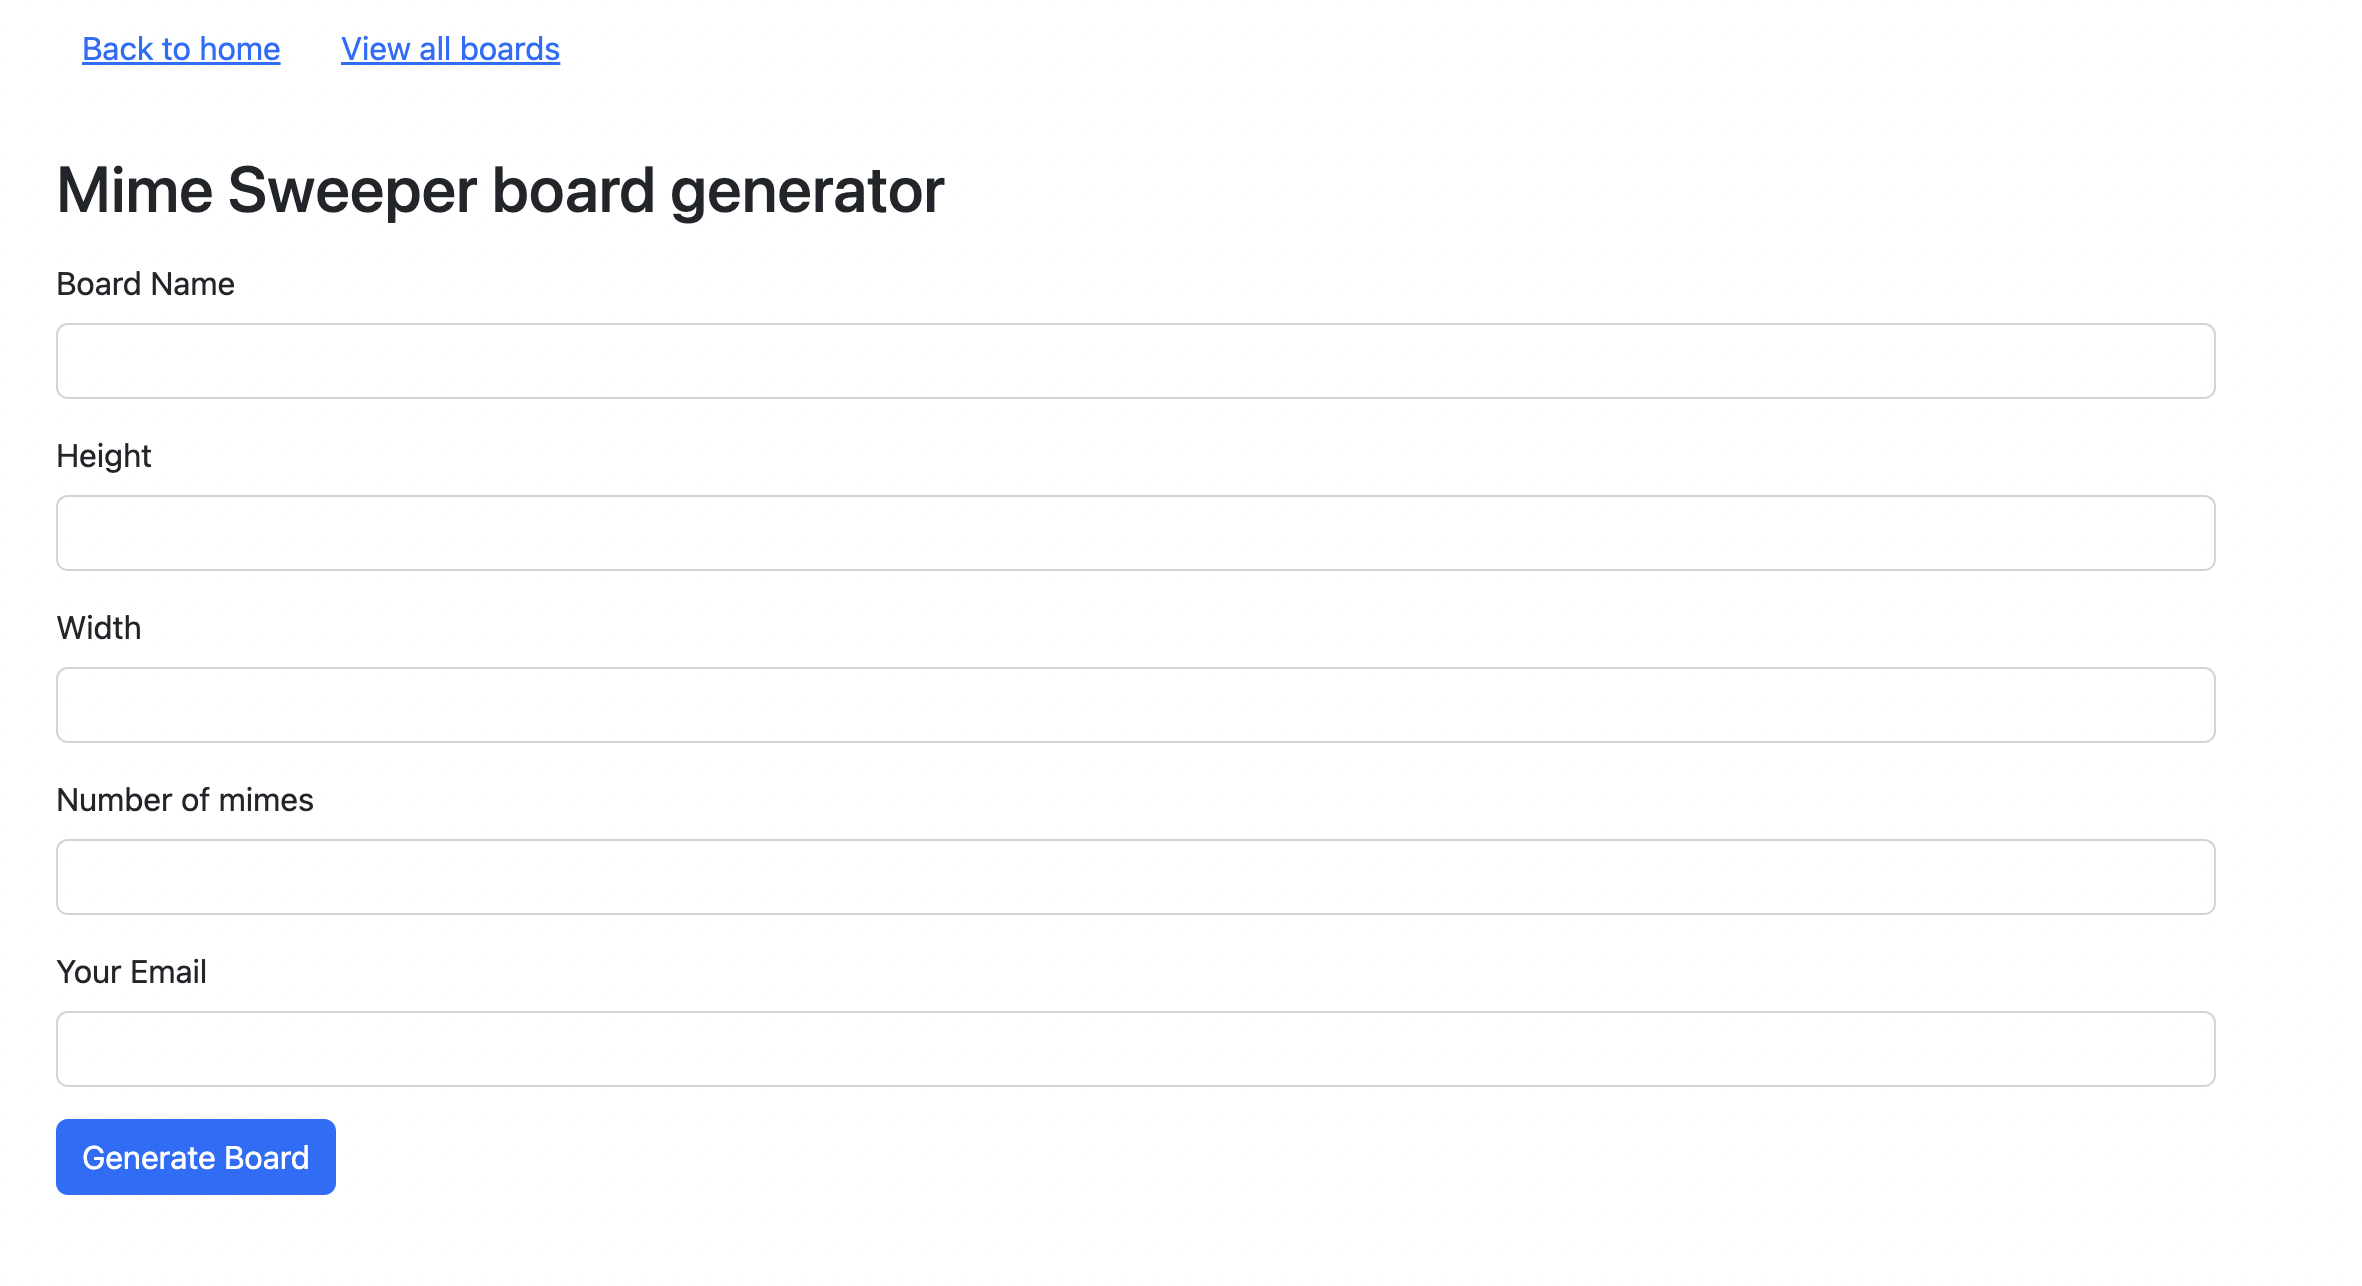 Back to home View all boards
Mime Sweeper board generator
Board Name
Height
Width
Number of mimes
Your Email
Generate Board